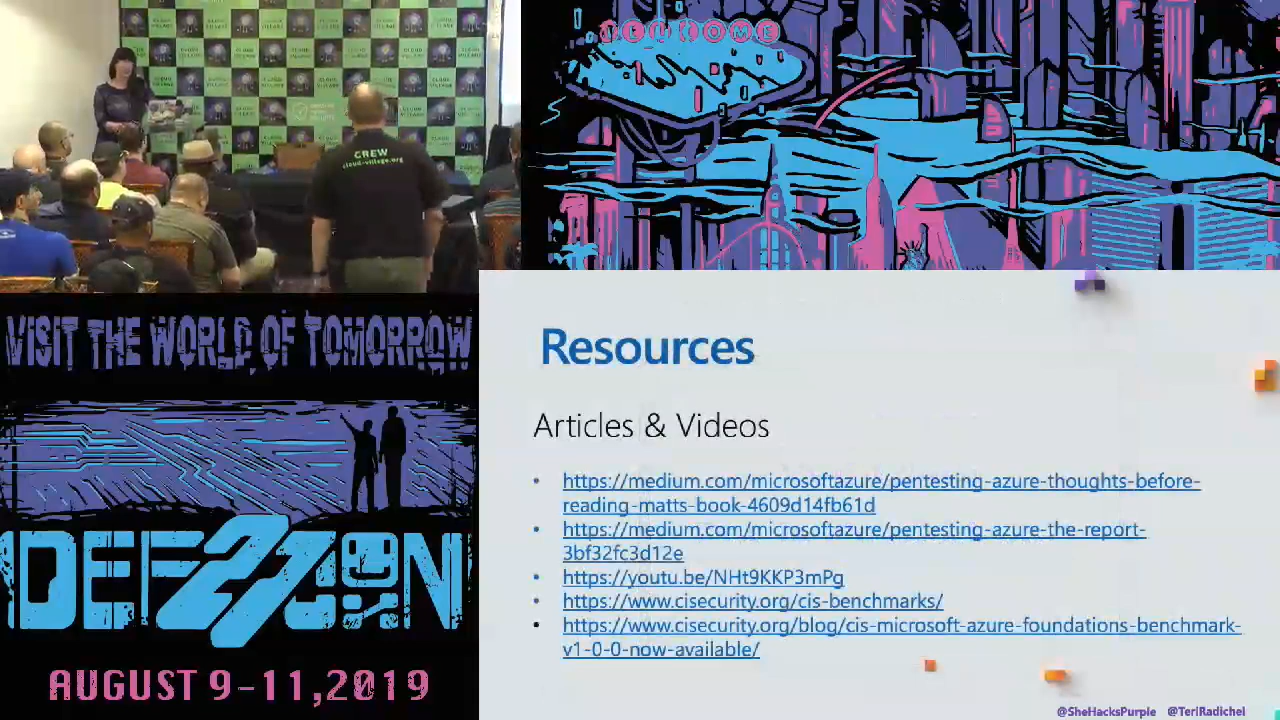 CREW
cloud-village.org
WELCOME
VISIT THE WORLD OF TOMORROW
DEF CON
27
AUGUST 9-11,2019
Resources
Articles & Videos
• https://medium.com/microsoftazure/pentesting-azure-thoughts-before-
reading-matts-book-4609d14fb61d
• https://medium.com/microsoftazure/pentesting-azure-the-report-
3bf32fc3d12e
• https://youtu.be/NHt9KKP3mPg
• https://www.cisecurity.org/cis-benchmarks/
• https://www.cisecurity.org/blog/cis-microsoft-azure-foundations-benchmark-
v1-0-0-now-available/
@SheHacksPurple @TeriRadichel